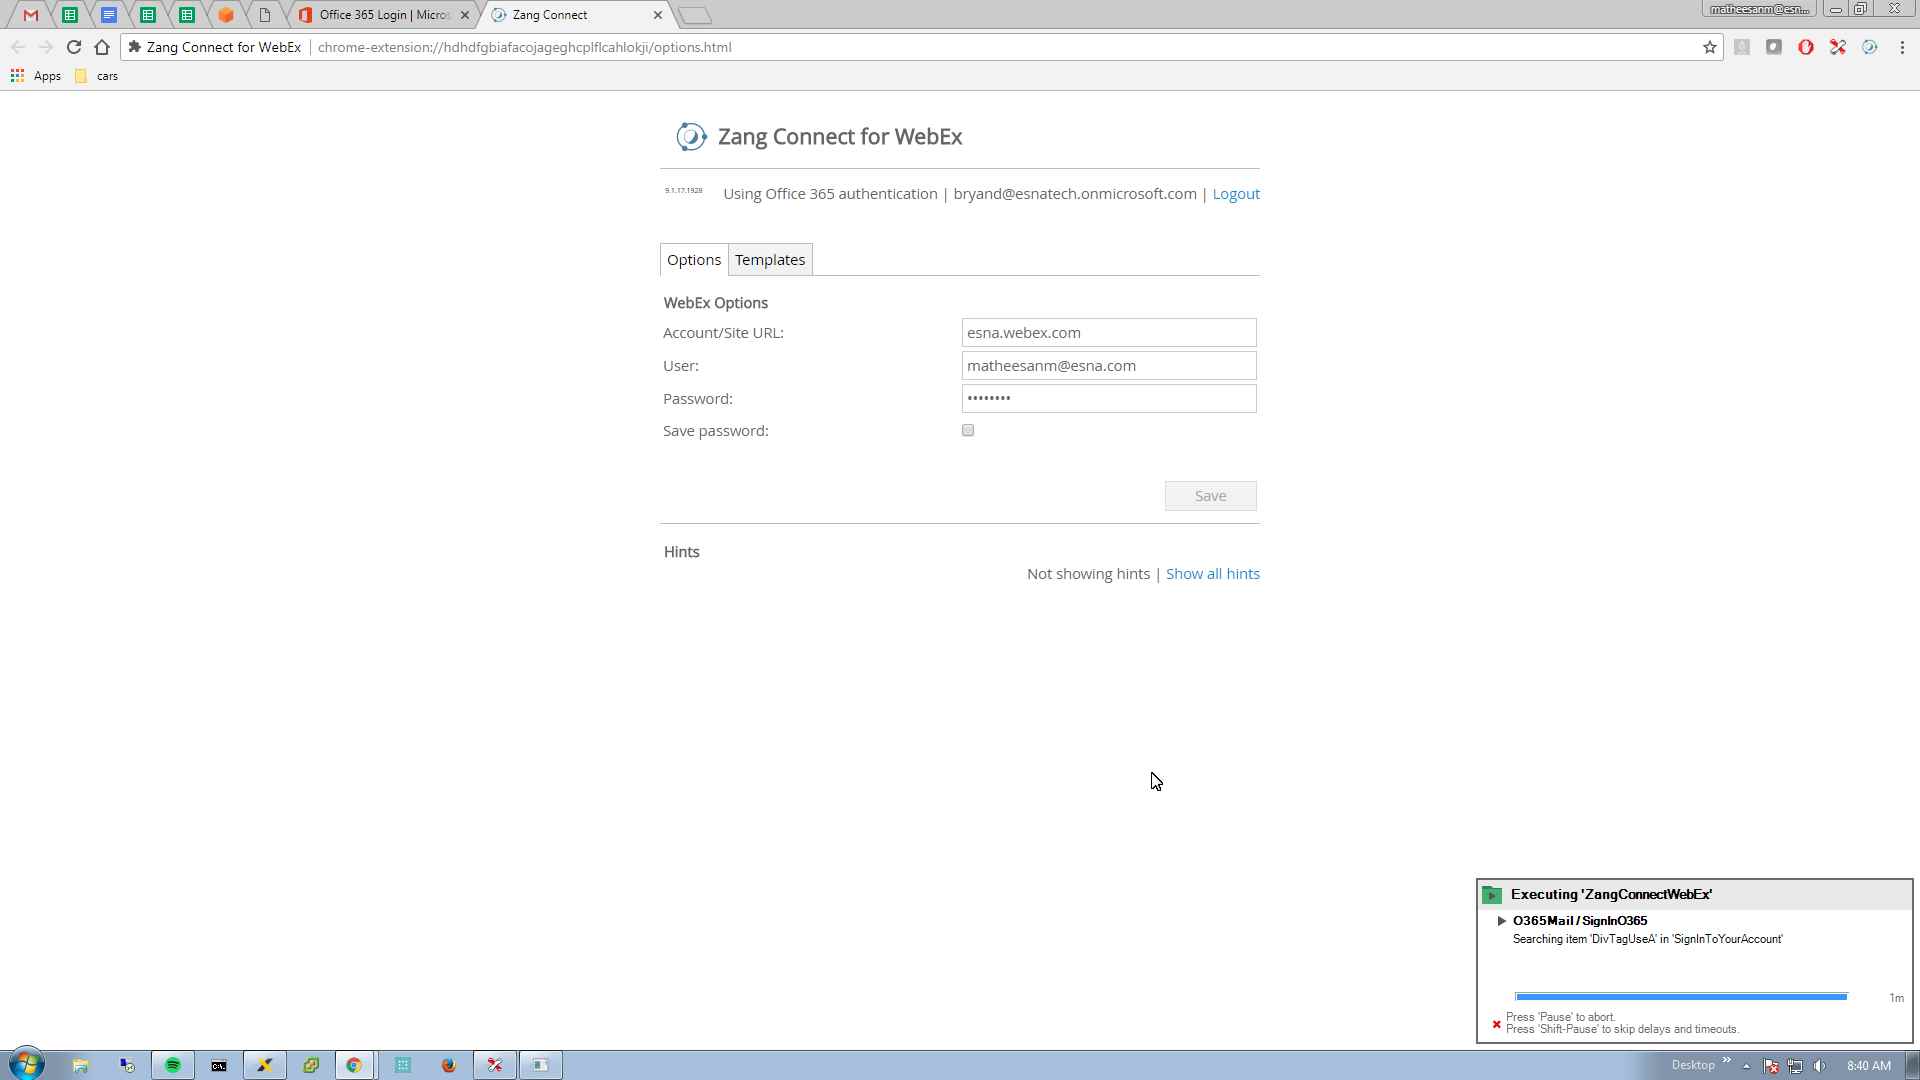 Office 365 Login | Micros
Zang Connect
matheesanm@esn...
Zang Connect for WebEx
chrome-extension://hdhdfgbiafacojageghcplflcahlokji/options.html
Apps
cars
Zang Connect for WebEx
9.1.17.1928
Using Office 365 authentication | bryand@esnatech.onmicrosoft.com | Logout
Options
Templates
WebEx Options
Account/Site URL:
esna.webex.com
User:
matheesanm@esna.com
Password:
••••••••
Save password:
Save
Hints
Not showing hints | Show all hints
Executing 'ZangConnectWebEx'
O365Mail / SignInO365
Searching item 'DivTagUseA' in 'SignInToYourAccount'
1m
Press 'Pause' to abort.
Press 'Shift-Pause' to skip delays and timeouts.
Desktop
8:40 AM